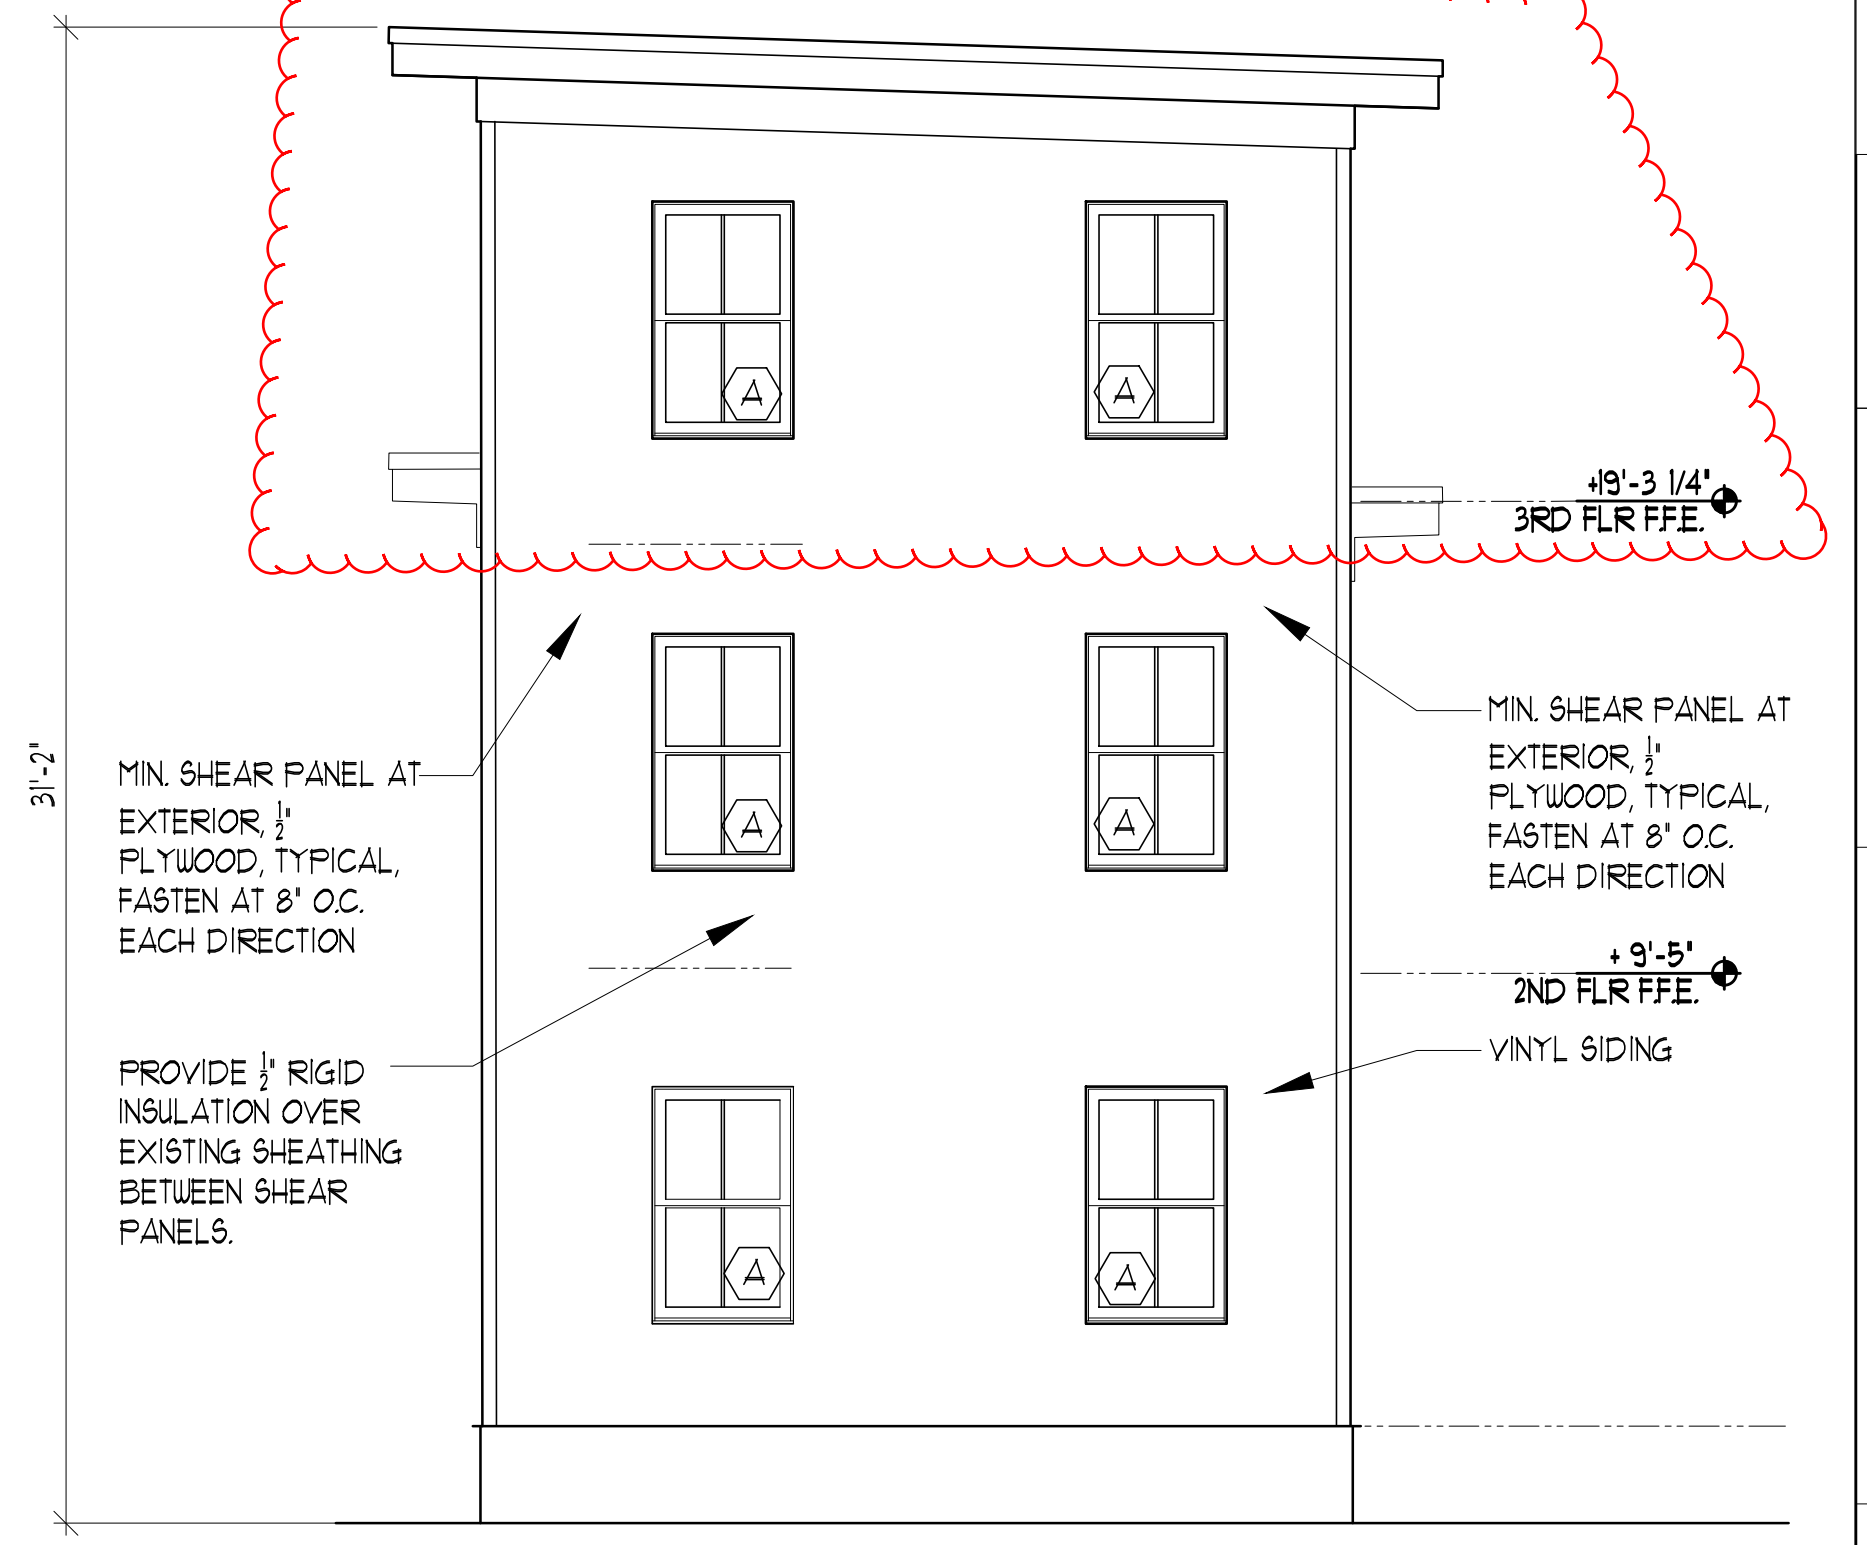 A
A
+19'-3 1/4"
3RD FLR F.F.E.
31'-2"
MIN. SHEAR PANEL AT
EXTERIOR, 1/2"
PLYWOOD, TYPICAL,
FASTEN AT 8" O.C.
EACH DIRECTION
A
A
MIN. SHEAR PANEL AT
EXTERIOR, 1/2"
PLYWOOD, TYPICAL,
FASTEN AT 8" O.C.
EACH DIRECTION
+ 9'-5"
2ND FLR F.F.E.
PROVIDE 1/2" RIGID
INSULATION OVER
EXISTING SHEATHING
BETWEEN SHEAR
PANELS.
VINYL SIDING
A
A